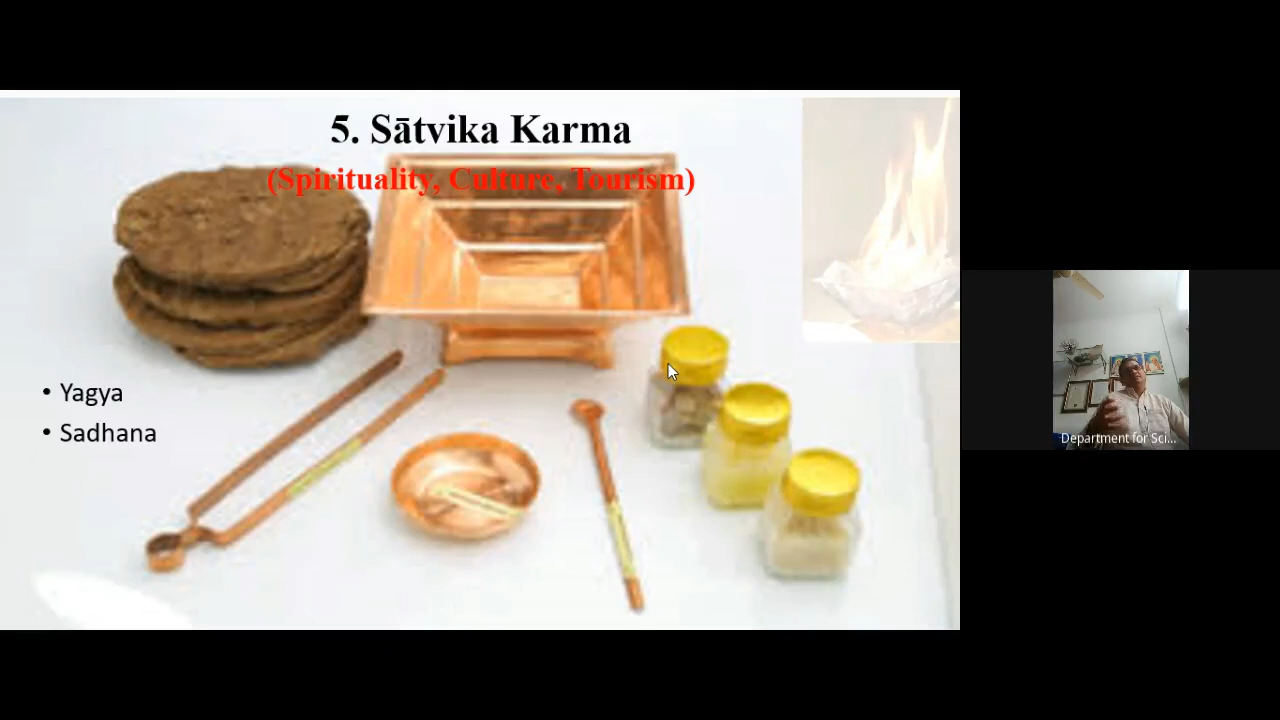 5. Sātvika Karma
(Spirituality, Culture, Tourism)
• Yagya
• Sadhana
Department for Sci...